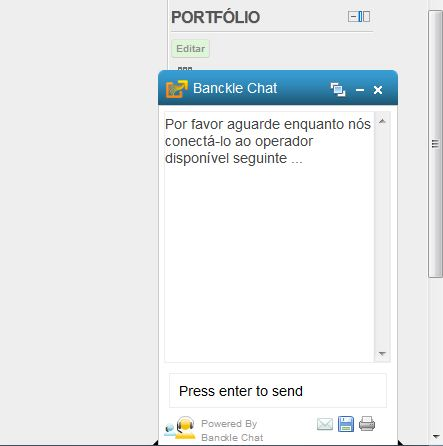 PORTFÓLIO
Editar
Banckle Chat
Por favor aguarde enquanto nós
conectá-lo ao operador
disponível seguinte ...
Press enter to send
Powered By
Banckle Chat